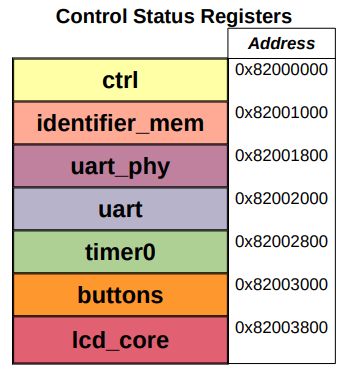 Control Status Registers
Address
ctrl 0x82000000
identifier_mem 0x82001000
uart_phy 0x82001800
uart 0x82002000
timer0 0x82002800
buttons 0x82003000
lcd_core 0x82003800